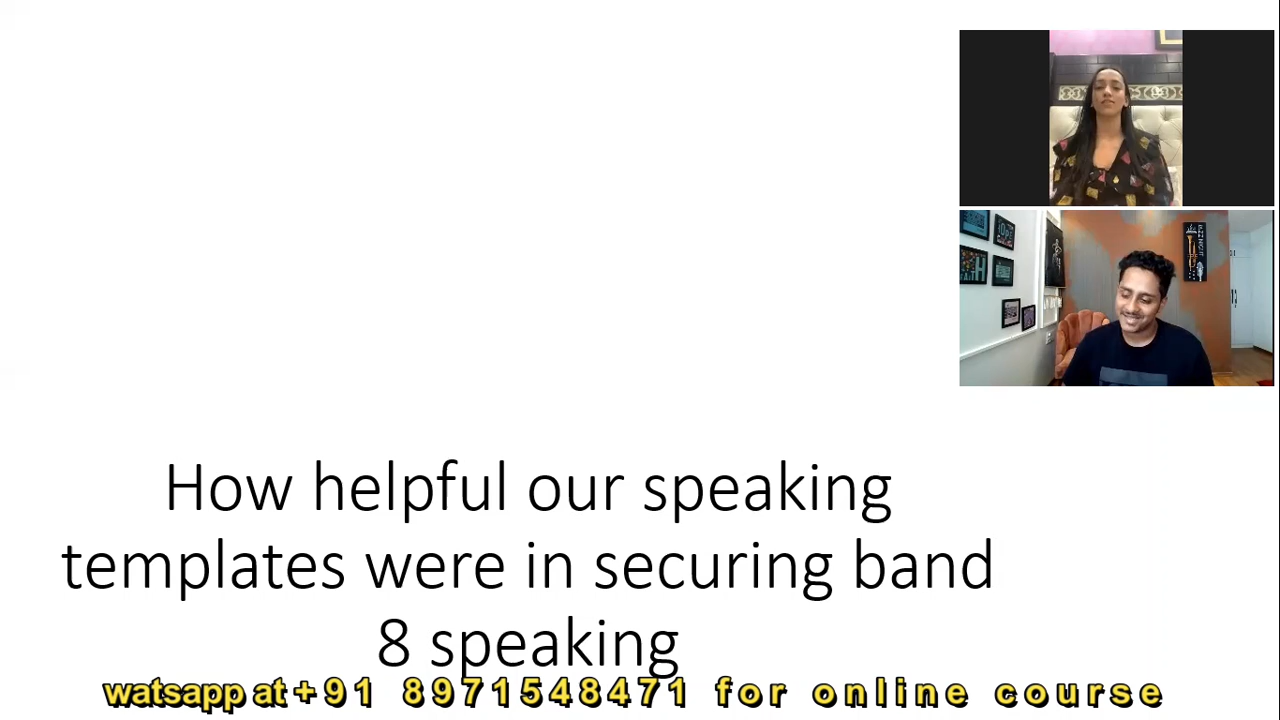 How helpful our speaking
templates were in securing band
8 speaking
watsapp at +91 8971548471 for online course